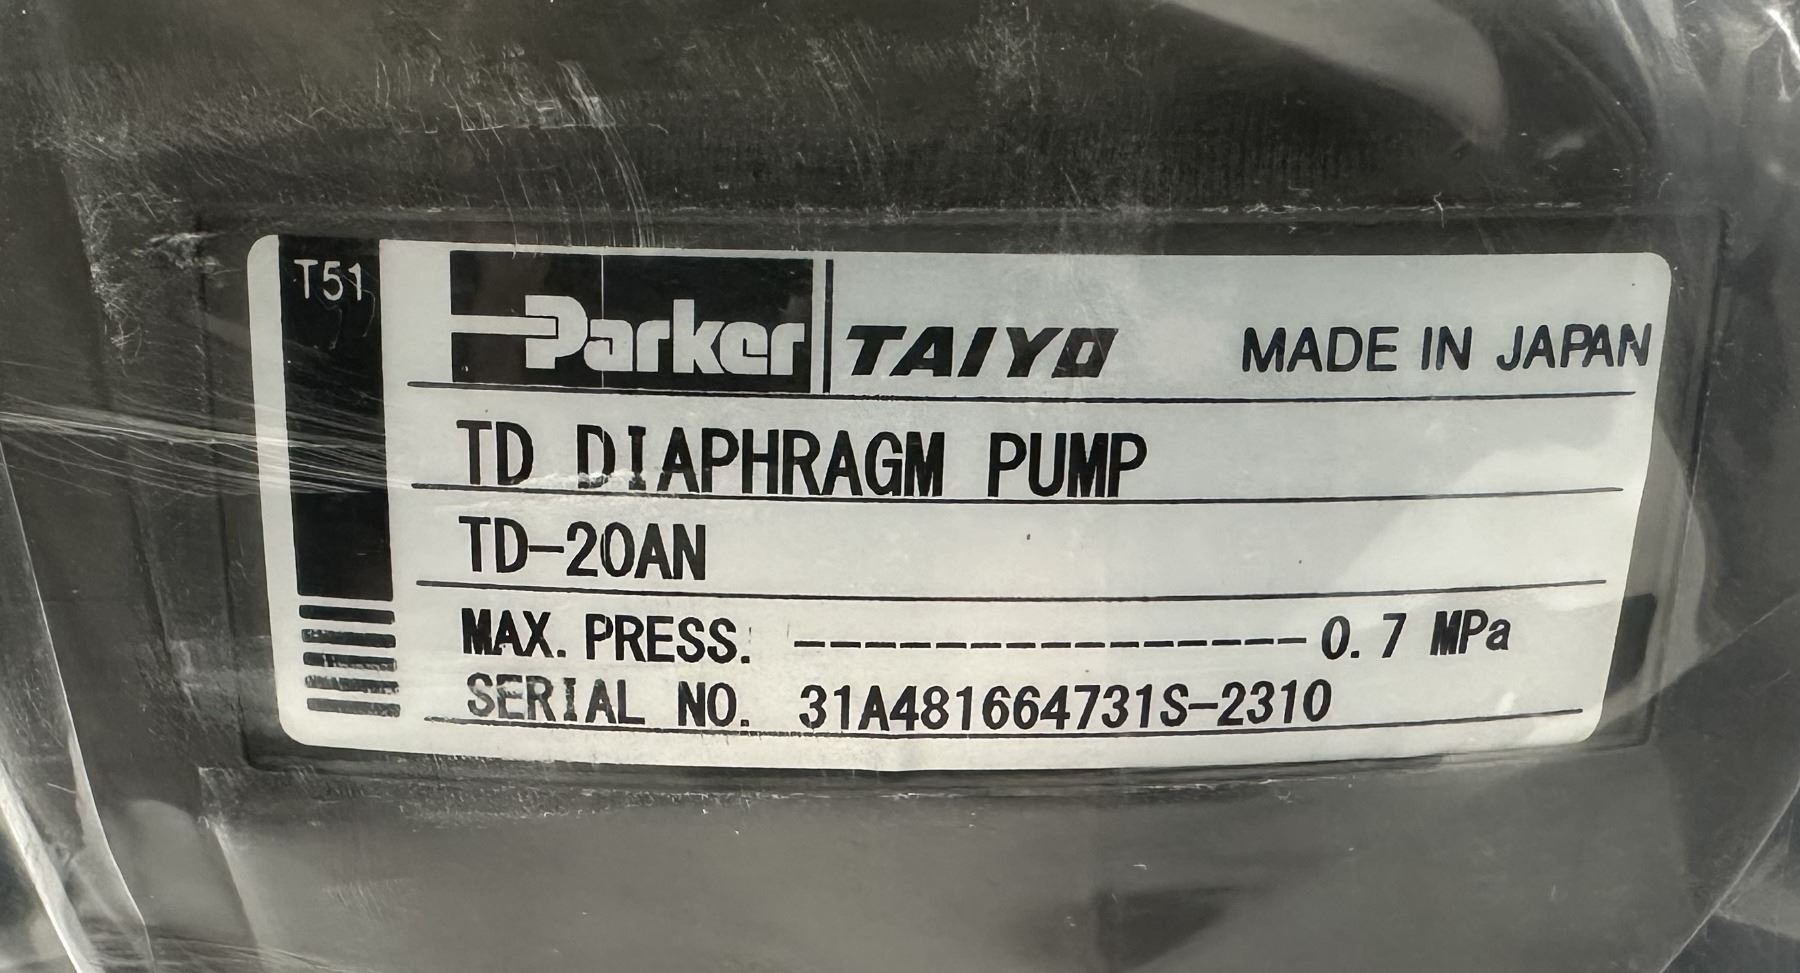 T51
Parker TAIYO MADE IN JAPAN
TD DIAPHRAGM PUMP
TD-20AN
MAX. PRESS. --------------- 0.7 MPa
SERIAL NO. 31A481664731S-2310